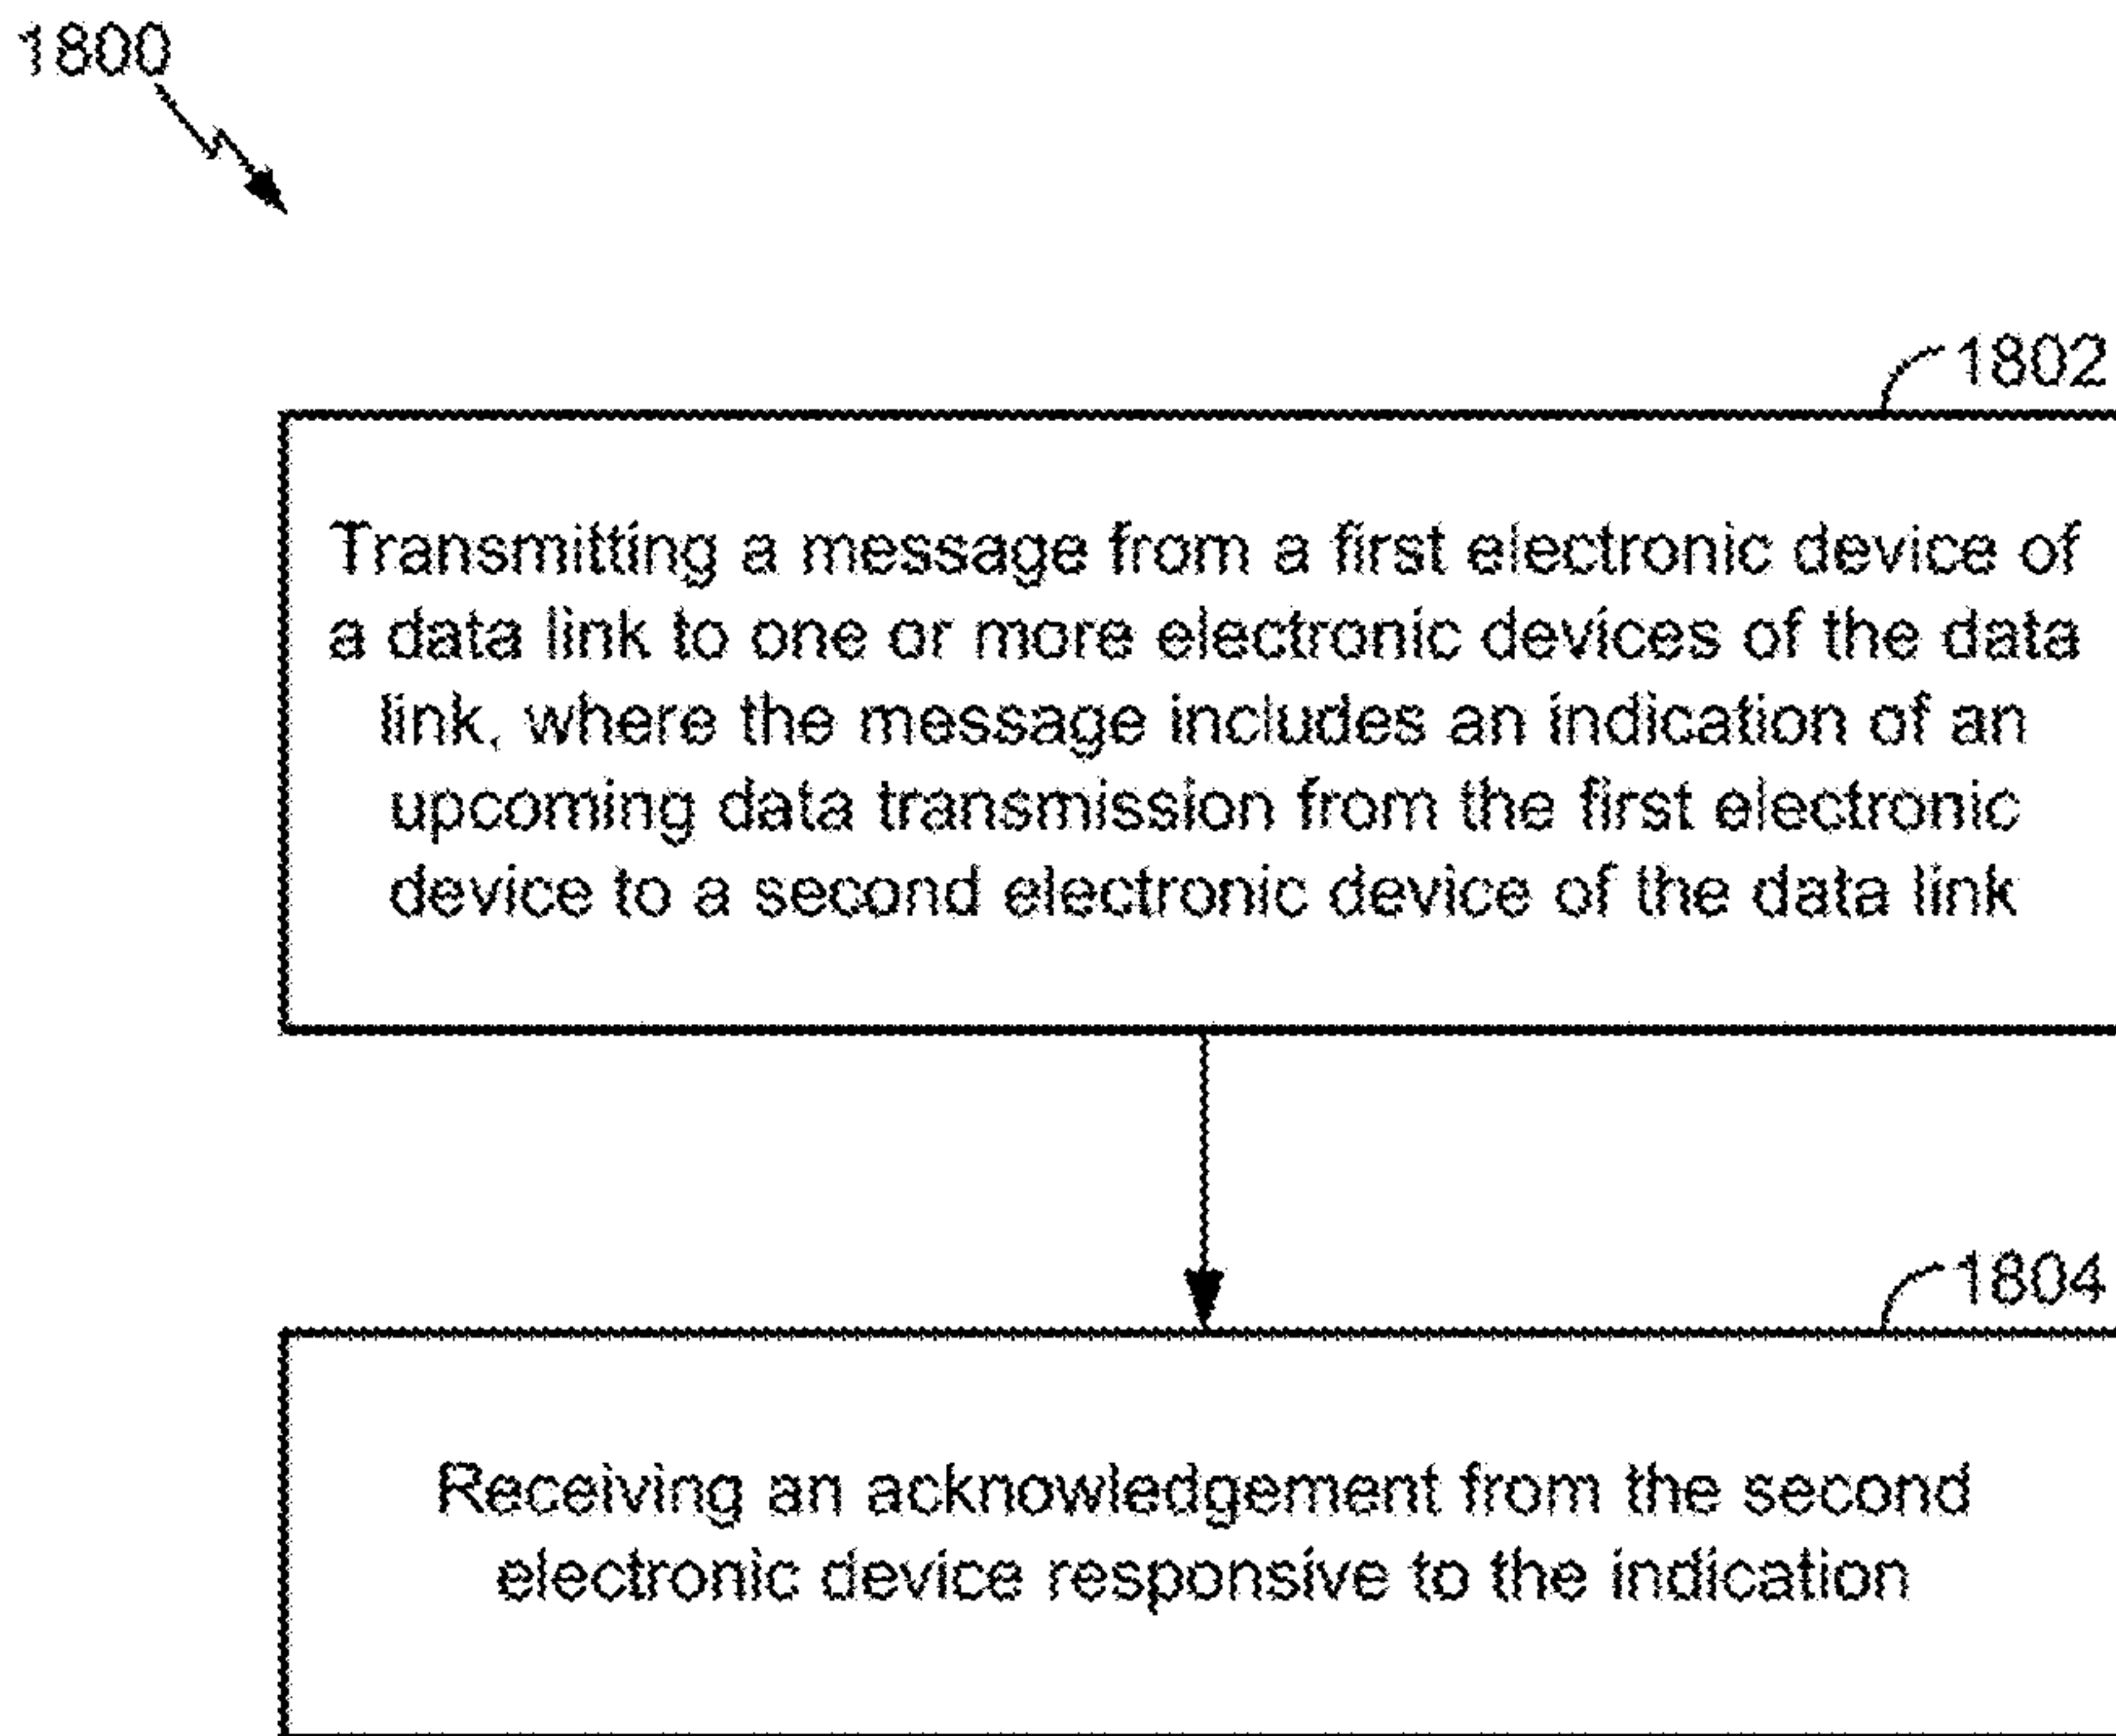 1800
1802
Transmitting a message from a first electronic device of
a data link to one or more electronic devices of the data
link, where the message includes an indication of an
upcoming data transmission from the first electronic
device to a second electronic device of the data link
1804
Receiving an acknowledgement from the second
electronic device responsive to the indication